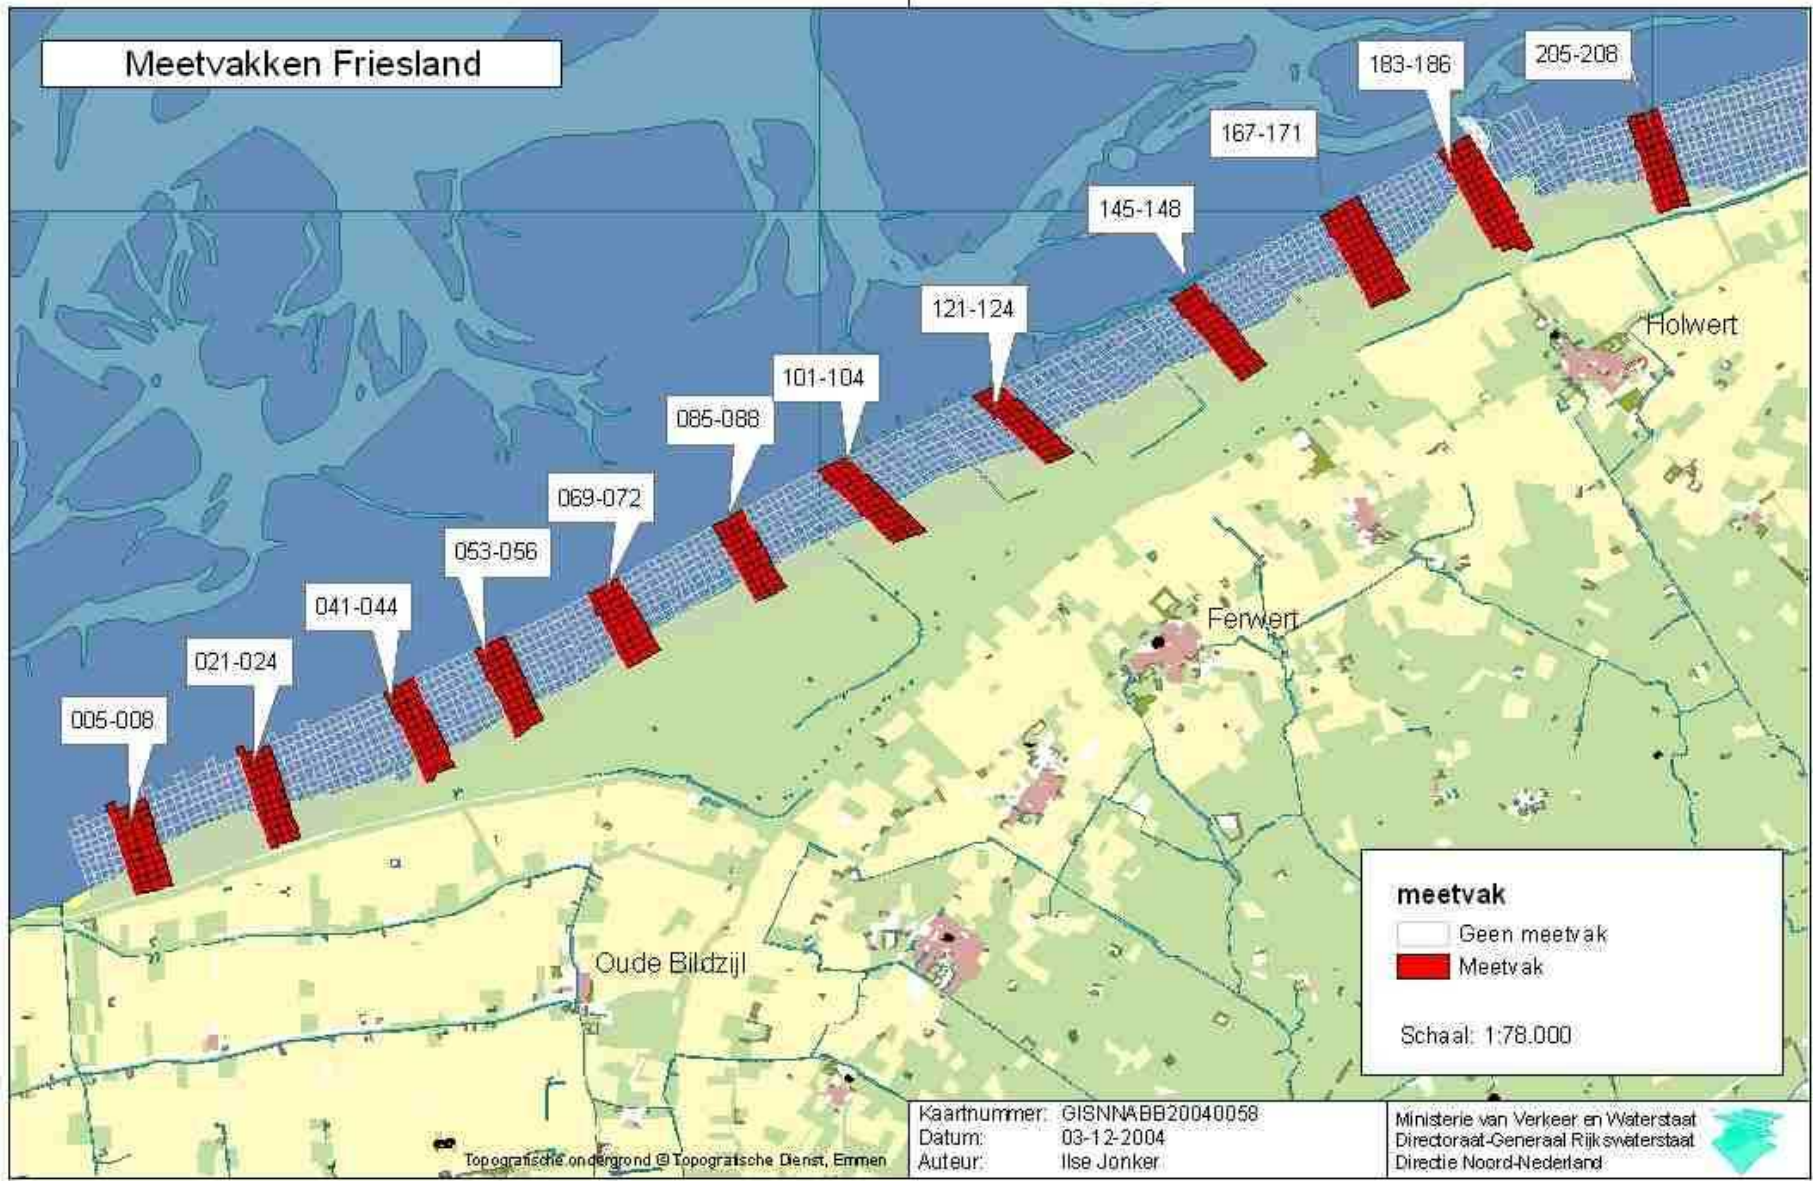 Meetvakken Friesland
205-208
183-186
167-171
145-148
121-124
101-104
085-088
069-072
053-056
041-044
021-024
005-008
Holwert
Ferwert
Oude Bildzijl
meetvak
Geen meetvak
Meetvak
Schaal: 1:78.000
Topografische ondergrond © Topografische Dienst, Emmen
Kaartnummer: GISNNABB20040058
Datum: 03-12-2004
Auteur: Ilse Jonker
Ministerie van Verkeer en Waterstaat
Directoraat-Generaal Rijkswaterstaat
Directie Noord-Nederland